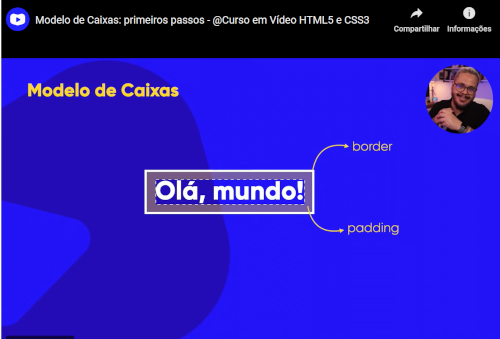 Modelo de Caixas: primeiros passos - @Curso em Vídeo HTML5 e CSS3
Compartilhar
Informações
Modelo de Caixas
border
Olá, mundo!
padding